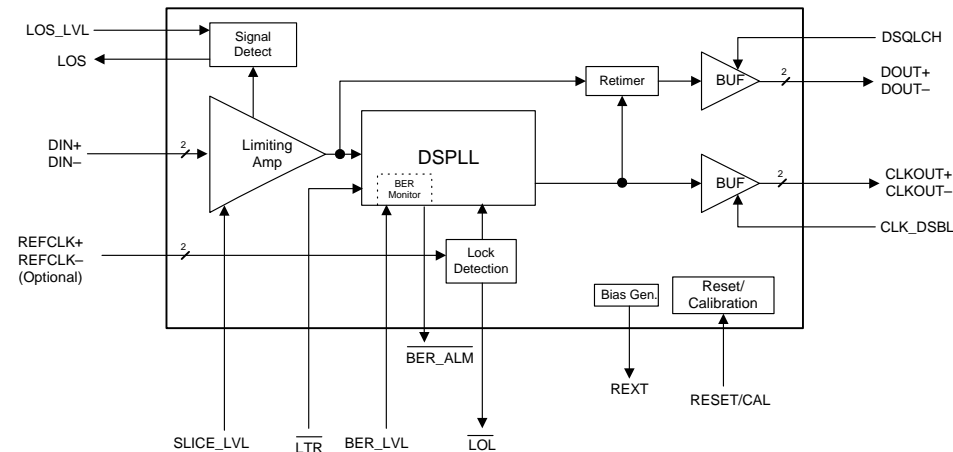 LOS_LVL
LOS
Signal
Detect
DSQLCH
Retimer
BUF
2
DOUT+
DOUT–
DIN+
DIN–
2
Limiting
Amp
DSPLL
BER
Monitor
BUF
2
CLKOUT+
CLKOUT–
CLK_DSBL
REFCLK+
REFCLK–
(Optional)
2
Lock
Detection
Bias Gen.
Reset/
Calibration
BER_ALM
REXT
RESET/CAL
SLICE_LVL
LTR
BER_LVL
LOL